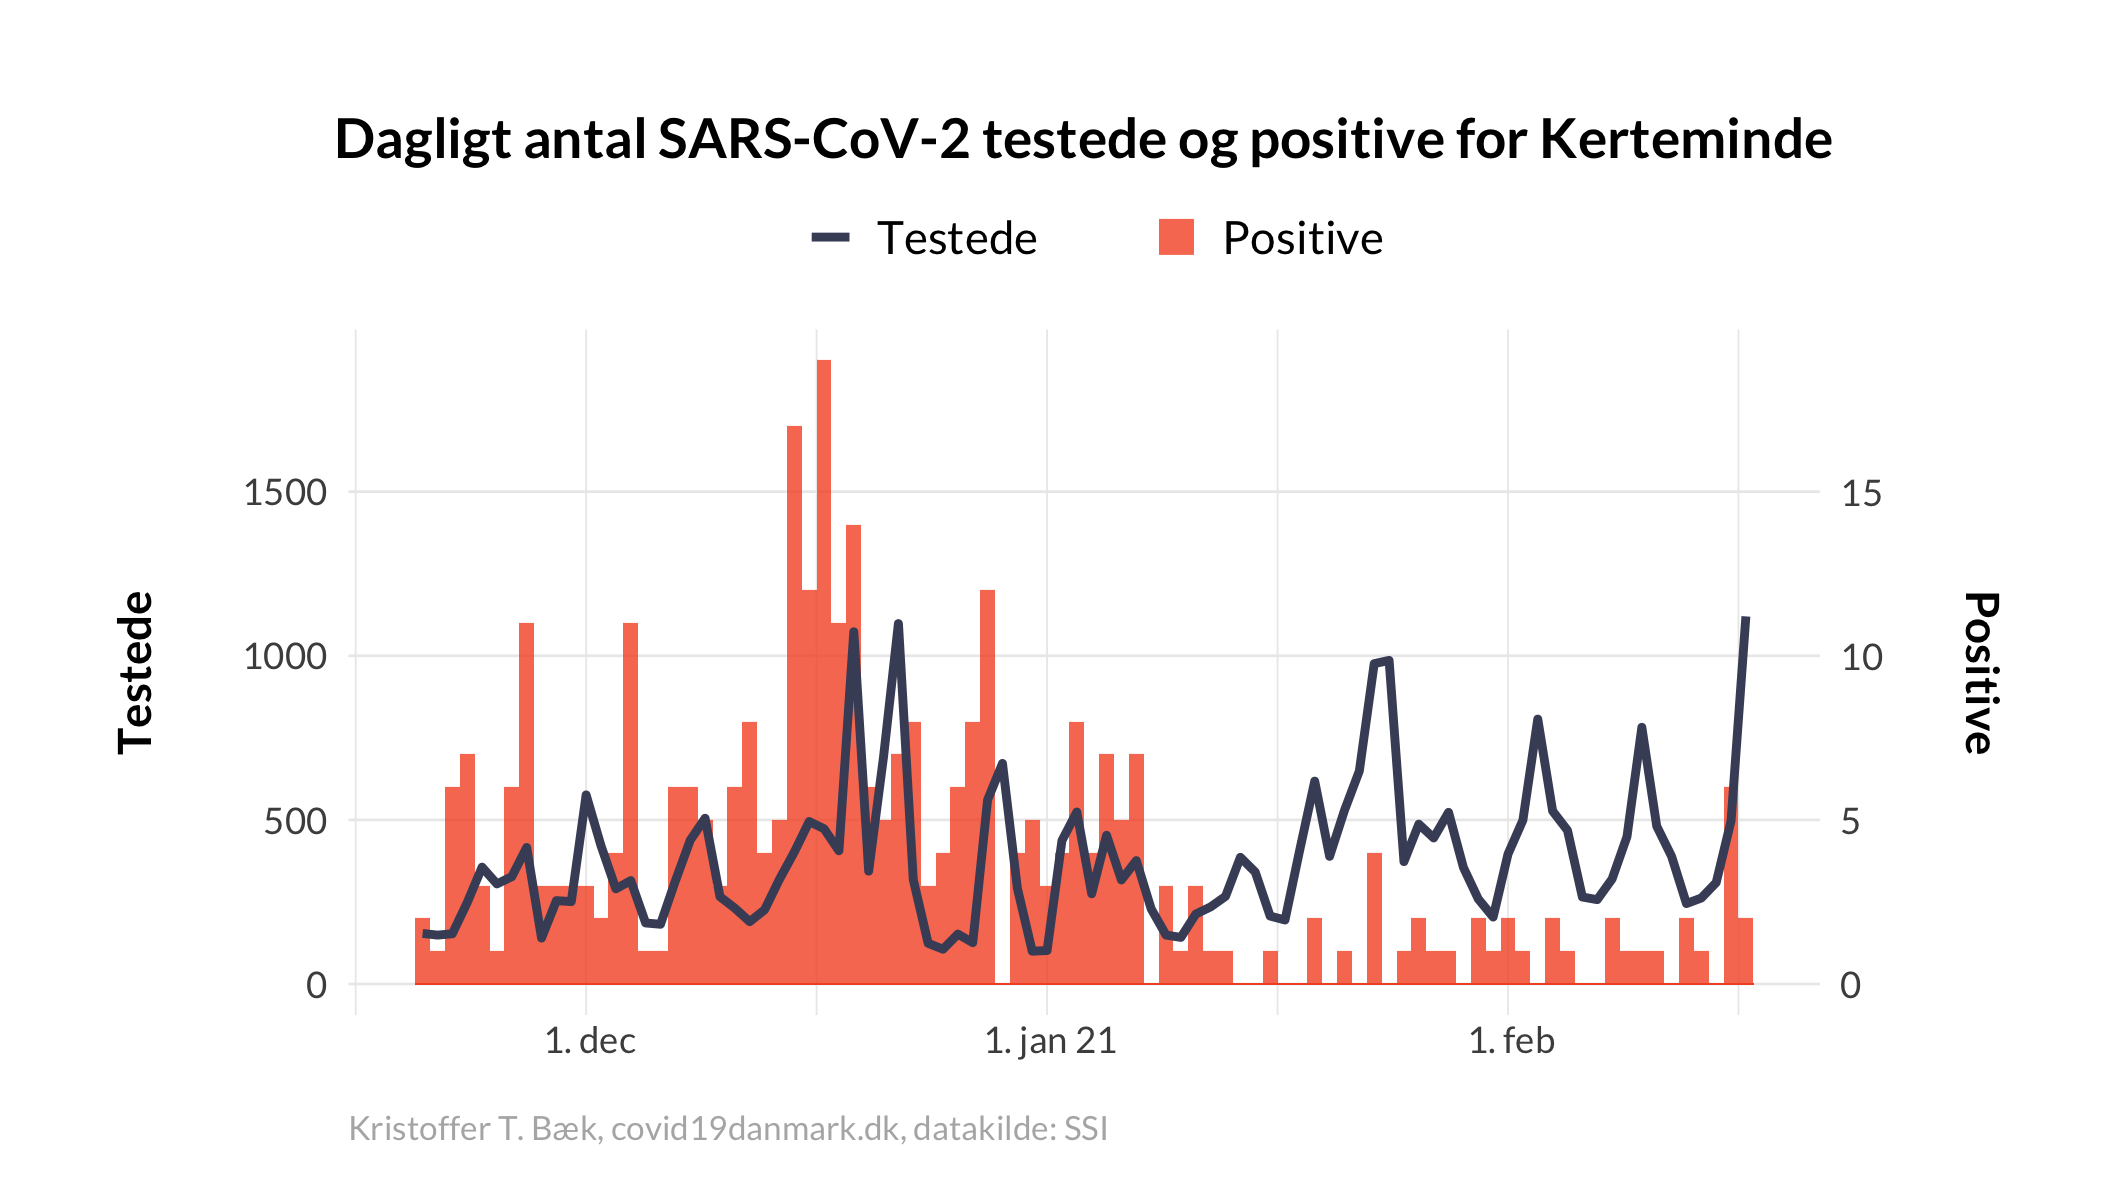 Dagligt antal SARS-CoV-2 testede og positive for Kerteminde
Testede
Positive
1500
1000
500
0
15
10
5
0
Testede
Positive
1. dec
1. jan 21
1. feb
Kristoffer T. Bæk, covid19danmark.dk, datakilde: SSI